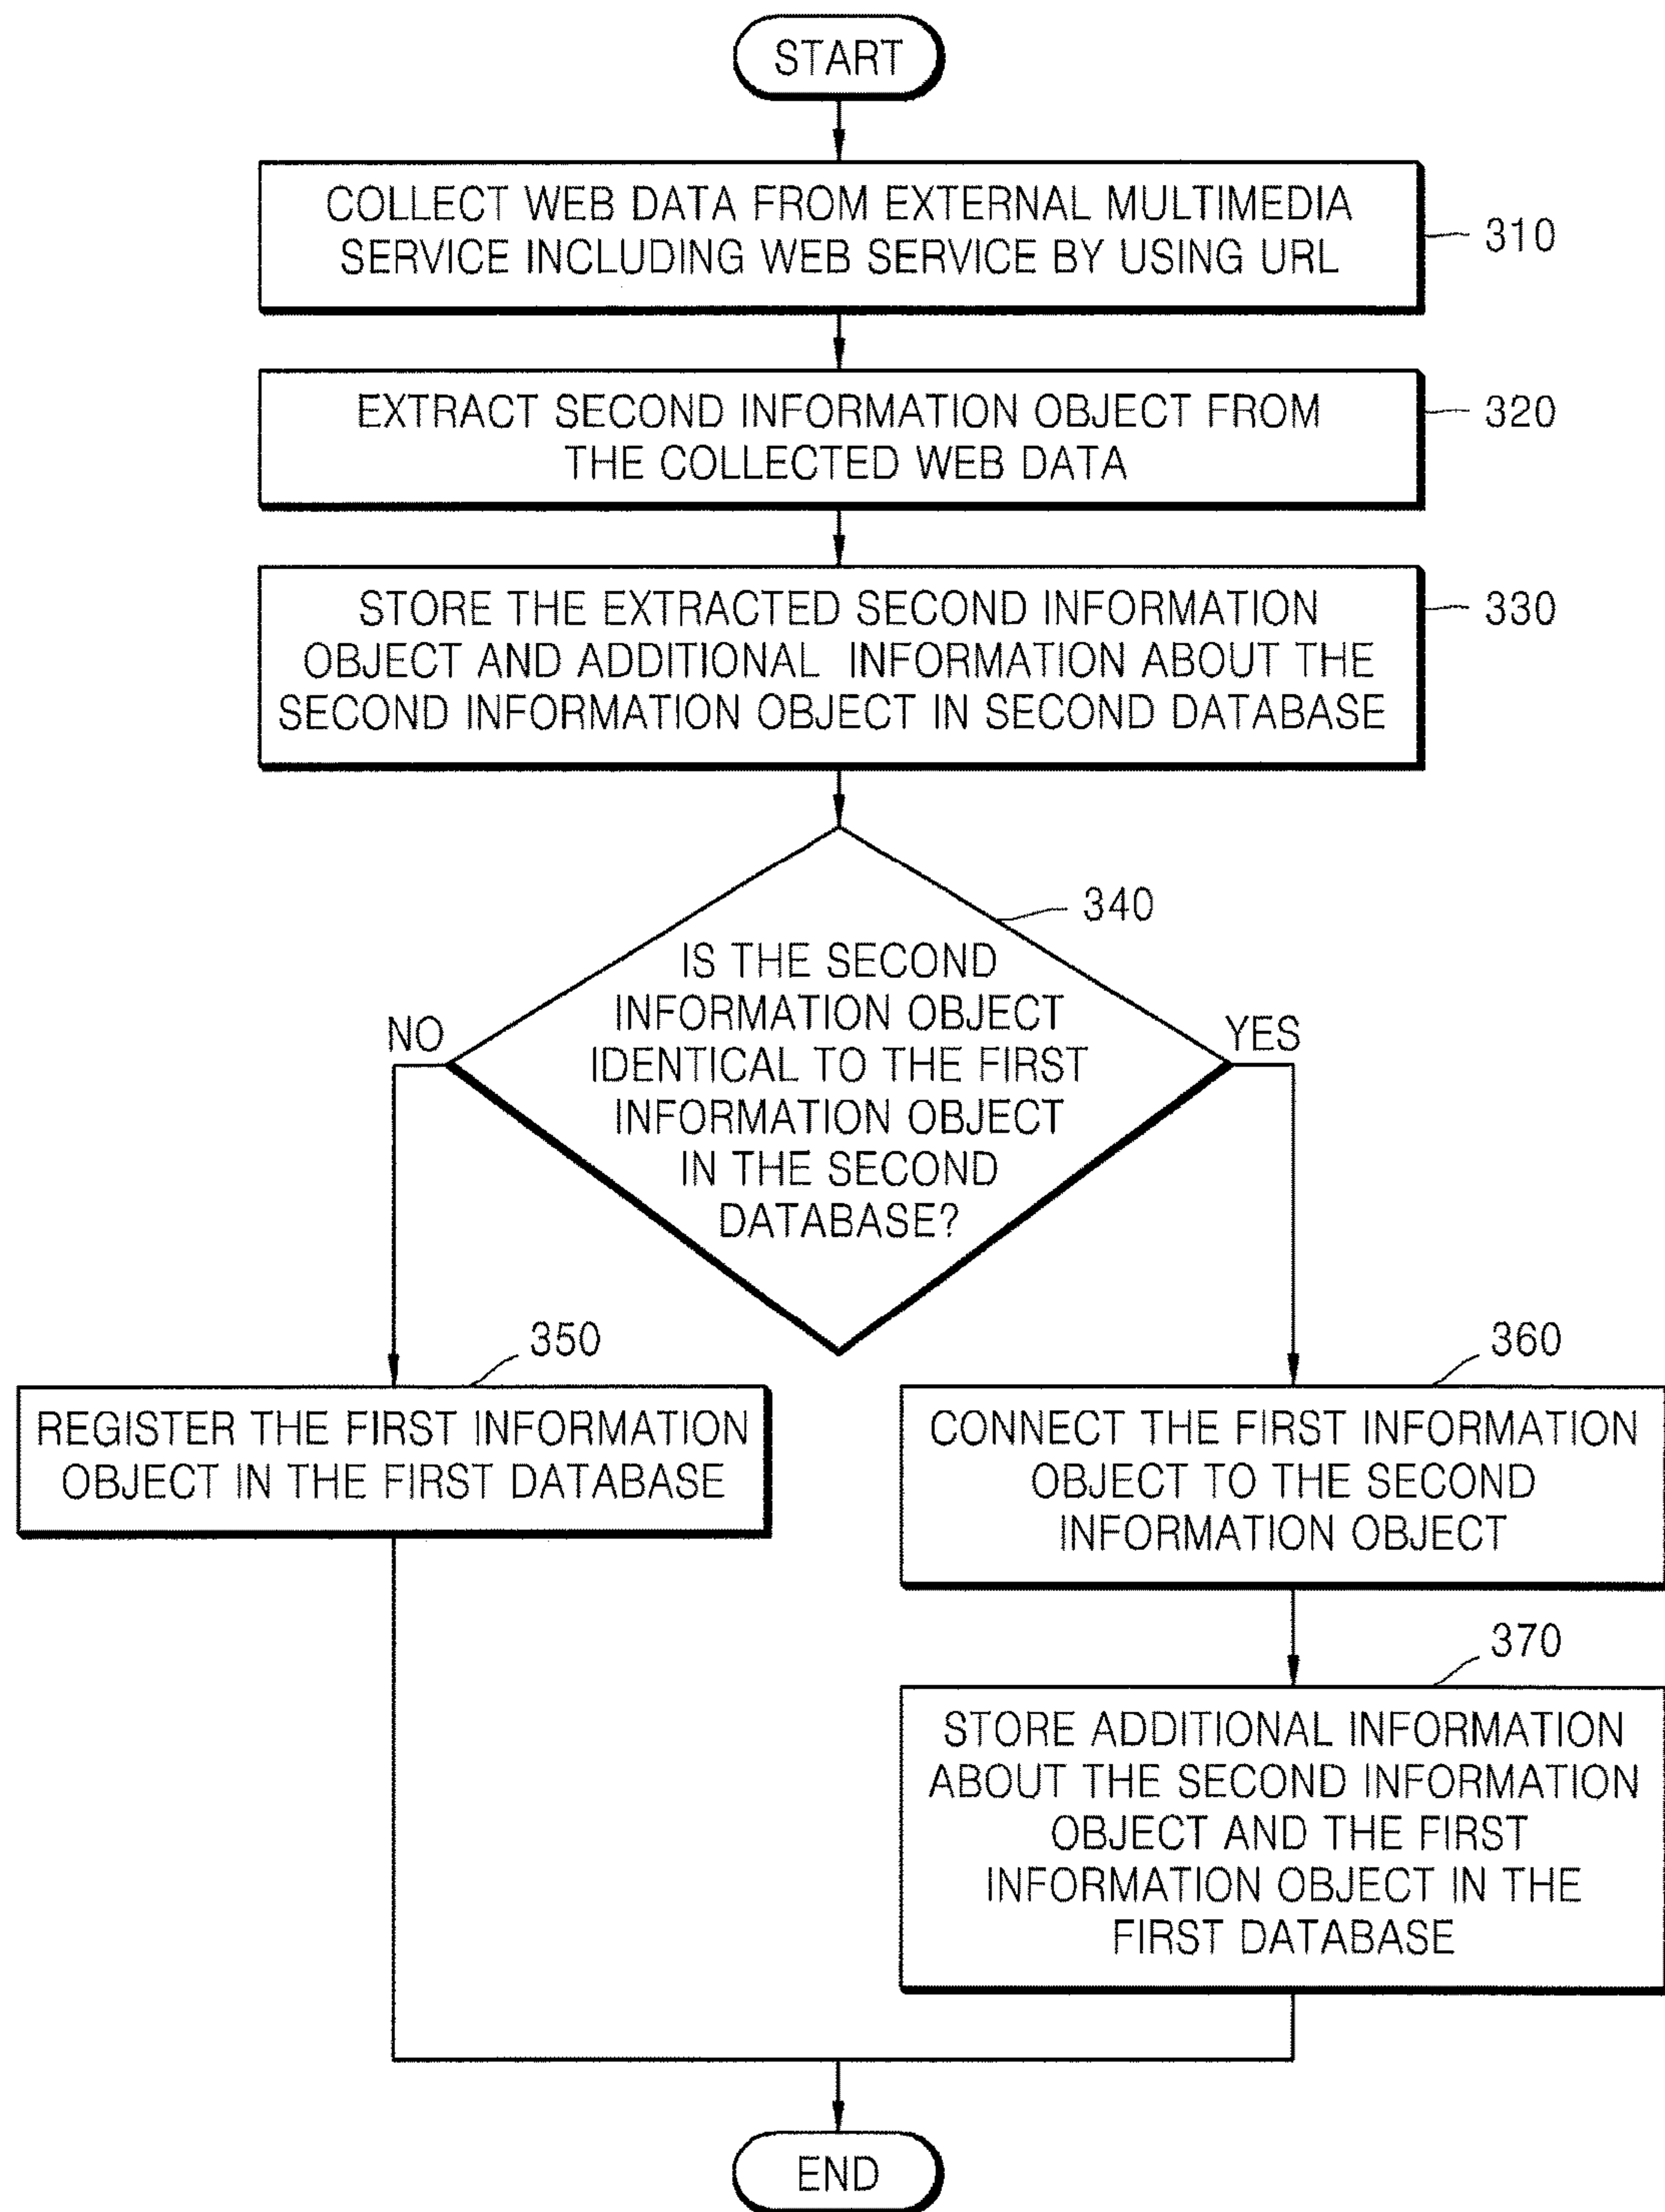 START
COLLECT WEB DATA FROM EXTERNAL MULTIMEDIA
SERVICE INCLUDING WEB SERVICE BY USING URL
310
EXTRACT SECOND INFORMATION OBJECT FROM
THE COLLECTED WEB DATA
320
STORE THE EXTRACTED SECOND INFORMATION
OBJECT AND ADDITIONAL INFORMATION ABOUT THE
SECOND INFORMATION OBJECT IN SECOND DATABASE
330
340
IS THE SECOND
INFORMATION OBJECT
IDENTICAL TO THE FIRST
INFORMATION OBJECT
IN THE SECOND
DATABASE?
NO
YES
350
REGISTER THE FIRST INFORMATION
OBJECT IN THE FIRST DATABASE
360
CONNECT THE FIRST INFORMATION
OBJECT TO THE SECOND
INFORMATION OBJECT
370
STORE ADDITIONAL INFORMATION
ABOUT THE SECOND INFORMATION
OBJECT AND THE FIRST
INFORMATION OBJECT IN THE
FIRST DATABASE
END